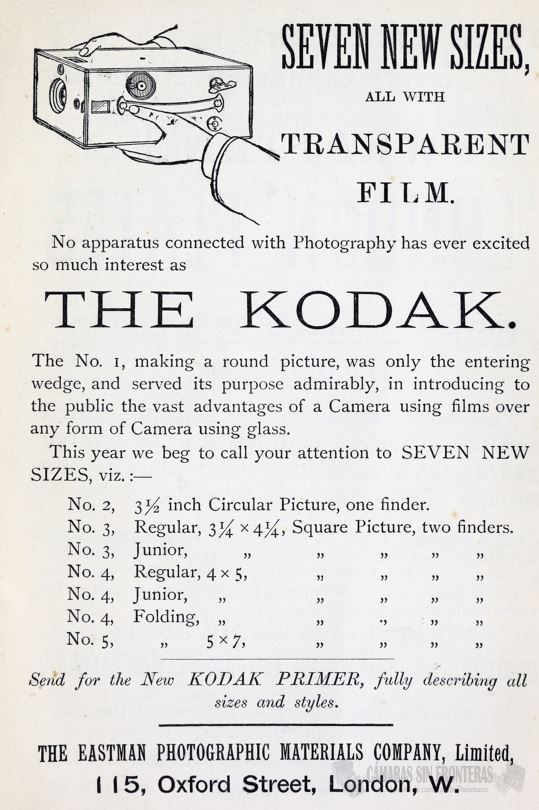 SEVEN NEW SIZES,
ALL WITH
TRANSPARENT
FILM.
No apparatus connected with Photography has ever excited
so much interest as
THE KODAK.
The No. 1, making a round picture, was only the entering
wedge, and served its purpose admirably, in introducing to
the public the vast advantages of a Camera using films over
any form of Camera using glass.
This year we beg to call your attention to SEVEN NEW
SIZES, viz. :—
No. 2, 3½ inch Circular Picture, one finder.
No. 3, Regular, 3¼ × 4¼, Square Picture, two finders.
No. 3, Junior, „ „ „ „ „
No. 4, Regular, 4 × 5, „ „ „ „
No. 4, Junior, „ „ „ „ „
No. 4, Folding, „ „ „ „ „
No. 5, „ 5 × 7, „ „ „ „
Send for the New KODAK PRIMER, fully describing all
sizes and styles.
THE EASTMAN PHOTOGRAPHIC MATERIALS COMPANY, Limited,
115, Oxford Street, London, W.
CÁMARAS SIN FRONTERAS